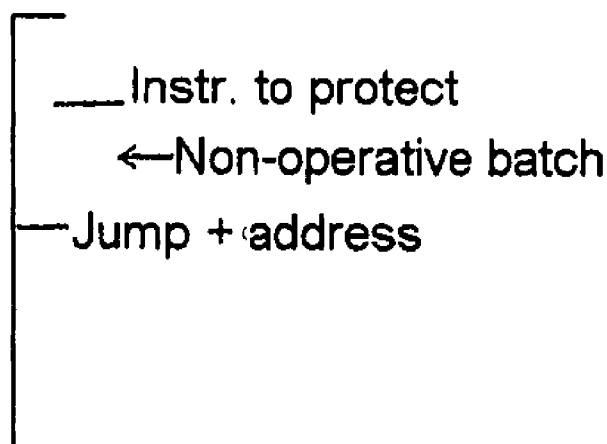 Instr. to protect
Non-operative batch
Jump + address